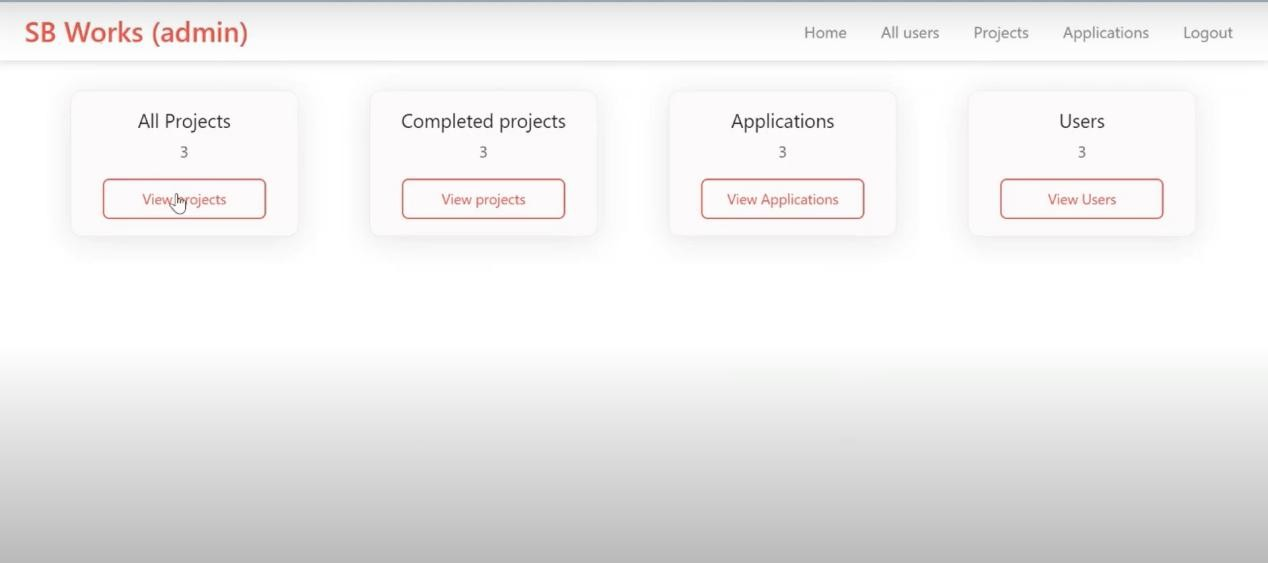 SB Works (admin)
Home All users Projects Applications Logout
All Projects
3
View projects
Completed projects
3
View projects
Applications
3
View Applications
Users
3
View Users